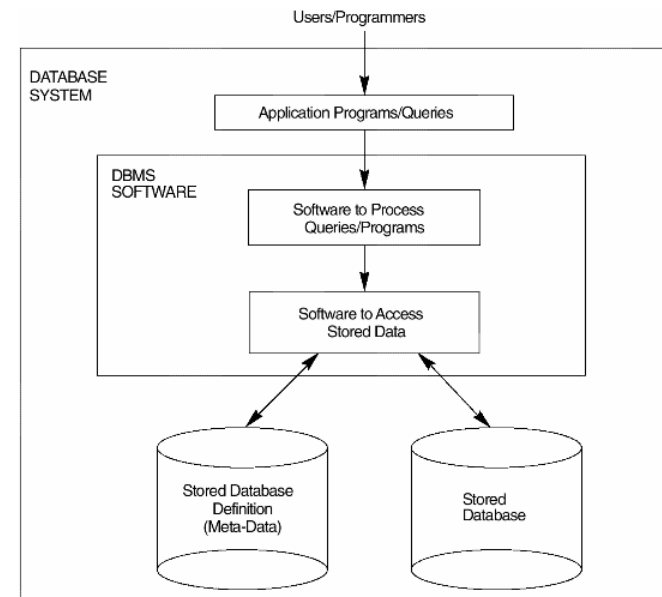 Users/Programmers
DATABASE
SYSTEM
Application Programs/Queries
DBMS
SOFTWARE
Software to Process
Queries/Programs
Software to Access
Stored Data
Stored Database
Definition
(Meta-Data)
Stored
Database